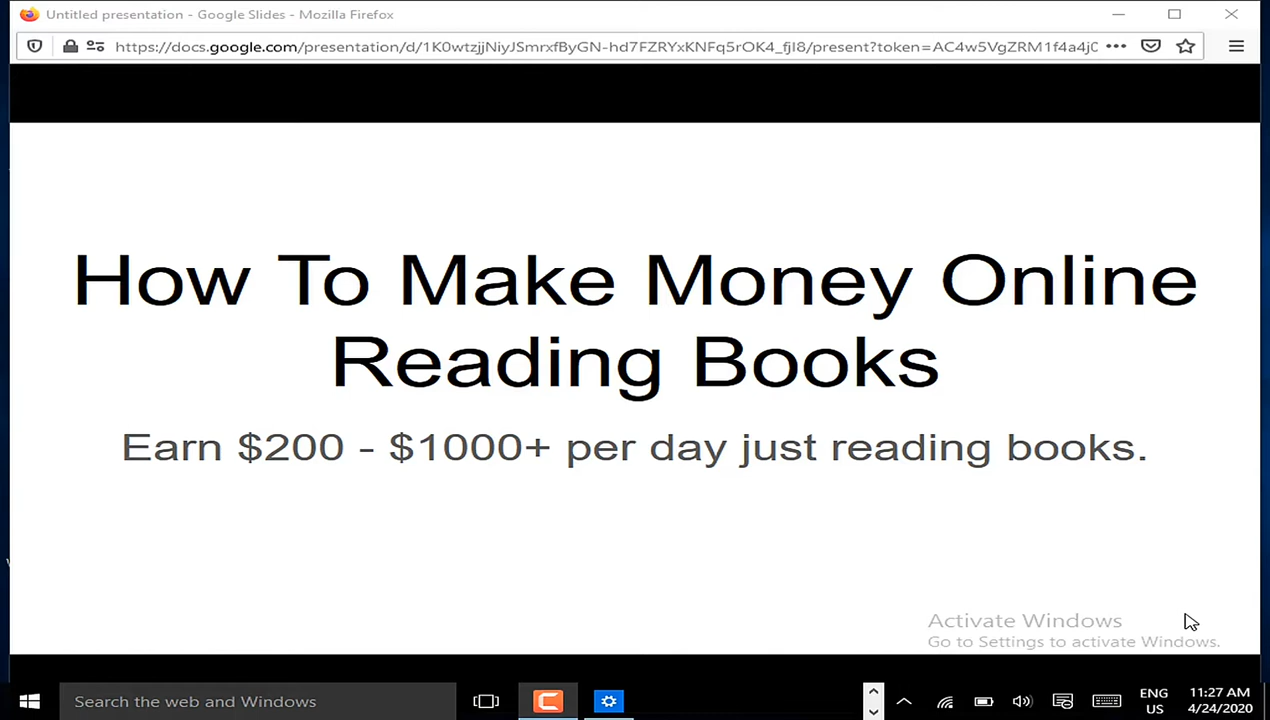 Untitled presentation - Google Slides - Mozilla Firefox
https://docs.google.com/presentation/d/1K0wtzjjNiyJSmrxfByGN-hd7FZRYxKNFq5rOK4_fjI8/present?token=AC4w5VgZRM1f4a4j0
How To Make Money Online
Reading Books
Earn $200 - $1000+ per day just reading books.
Activate Windows
Go to Settings to activate Windows.
Search the web and Windows
ENG
US
11:27 AM
4/24/2020